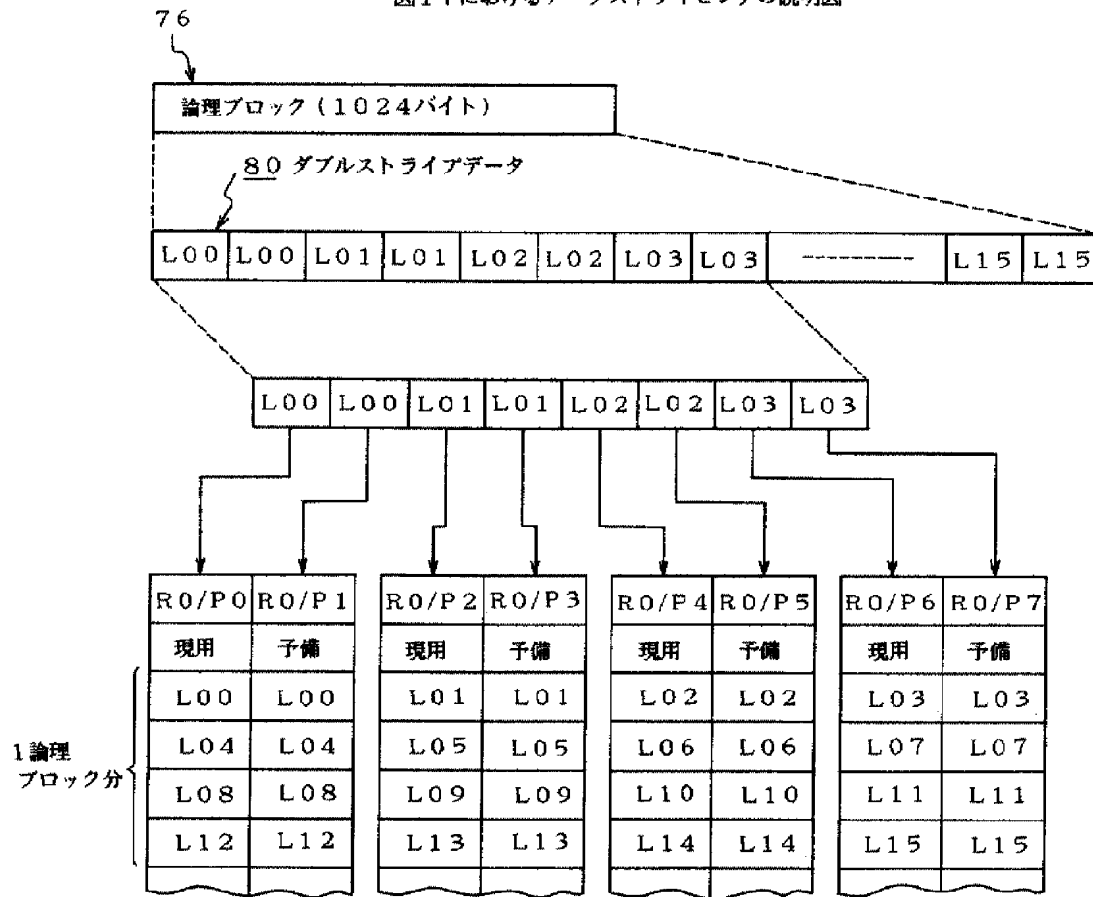 76
論理ブロック(1024バイト)
80 ダブルストライプデータ
L00 L00 L01 L01 L02 L02 L03 L03 L15 L15
L00 L00 L01 L01 L02 L02 L03 L03
R0/P0 R0/P1 R0/P2 R0/P3 R0/P4 R0/P5 R0/P6 R0/P7
現用 予備 現用 予備 現用 予備 現用 予備
L00 L00 L01 L01 L02 L02 L03 L03
L04 L04 L05 L05 L06 L06 L07 L07
1論理
ブロック分
L08 L08 L09 L09 L10 L10 L11 L11
L12 L12 L13 L13 L14 L14 L15 L15